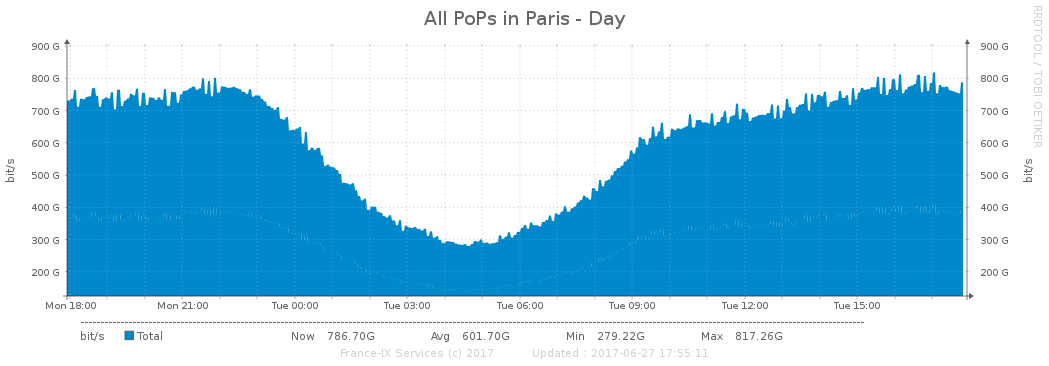 All PoPs in Paris - Day
RRDTOOL / TOBI OETIKER
900 G 900 G
800 G 800 G
700 G 700 G
600 G 600 G
500 G 500 G
400 G 400 G
300 G 300 G
200 G 200 G
bit/s bit/s
Mon 18:00 Mon 21:00 Tue 00:00 Tue 03:00 Tue 06:00 Tue 09:00 Tue 12:00 Tue 15:00
bit/s Total Now 786.70G Avg 601.70G Min 279.22G Max 817.26G
France-IX Services (c) 2017 Updated : 2017-06-27 17:55:11